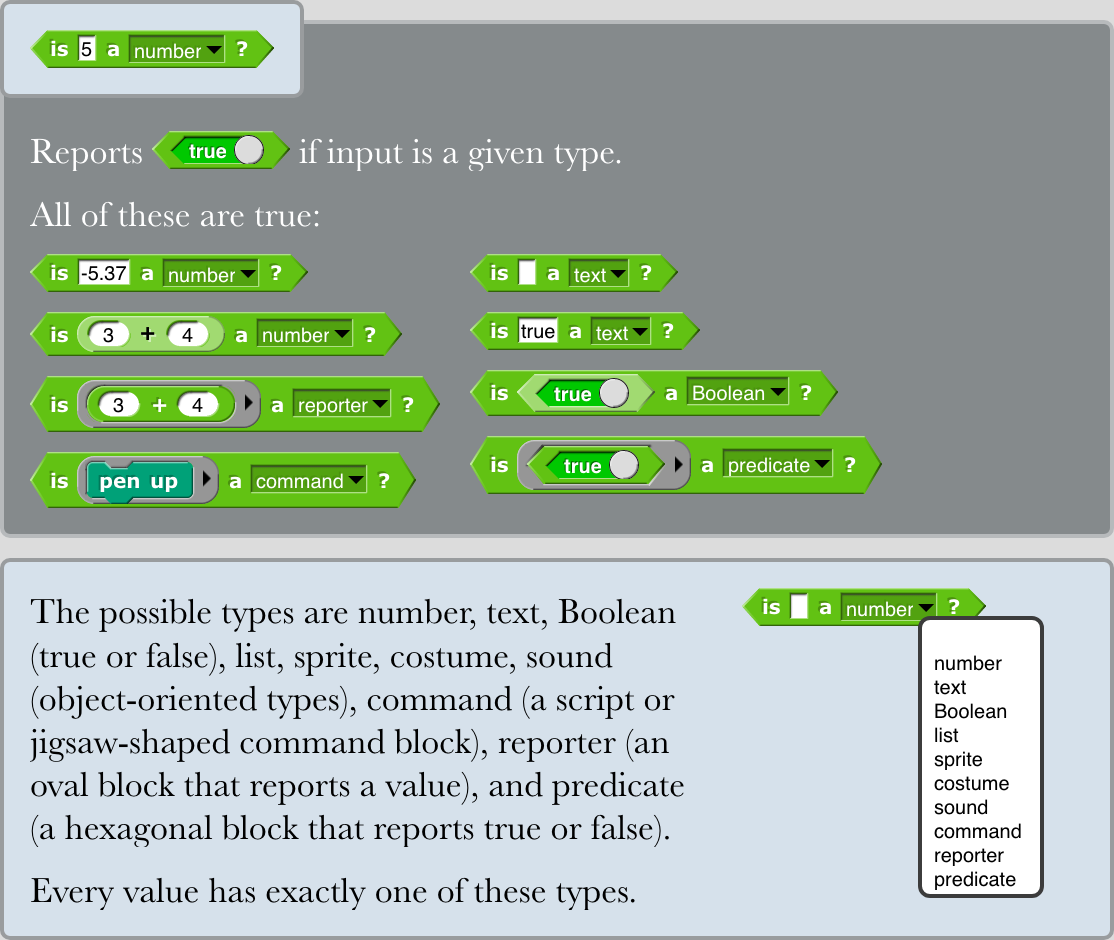 is 5 a number ?
Reports true if input is a given type.
All of these are true:
is -5.37 a number ?
is 3 + 4 a number ?
is 3 + 4 a reporter ?
is pen up a command ?
is a text ?
is true a text ?
is true a Boolean ?
is true a predicate ?
The possible types are number, text, Boolean
(true or false), list, sprite, costume, sound
(object-oriented types), command (a script or
jigsaw-shaped command block), reporter (an
oval block that reports a value), and predicate
(a hexagonal block that reports true or false).
Every value has exactly one of these types.
is a number ?
number
text
Boolean
list
sprite
costume
sound
command
reporter
predicate